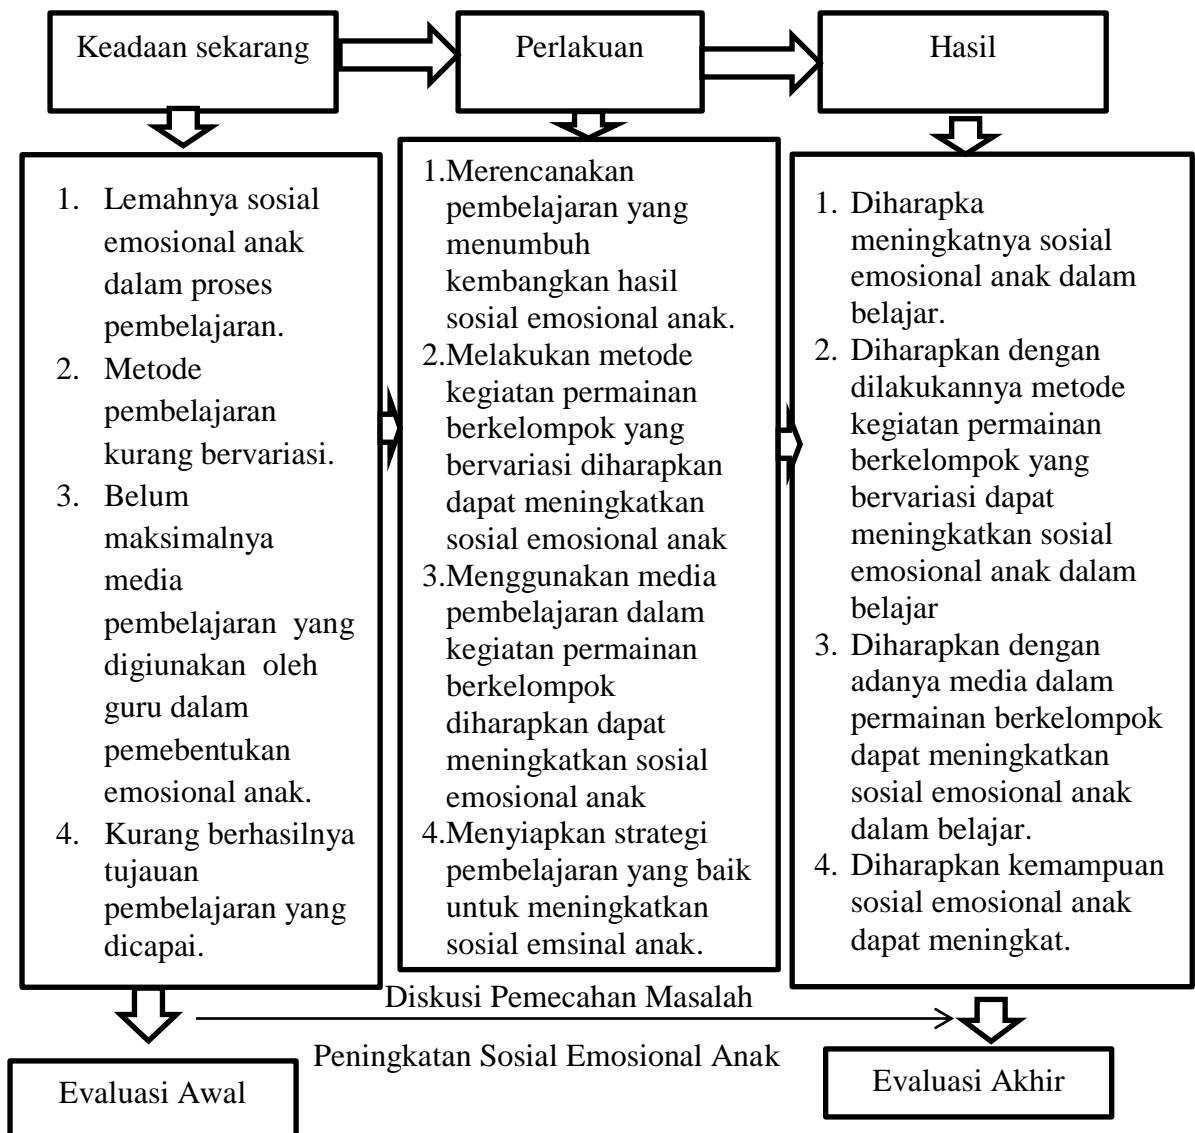 Keadaan sekarang
Perlakuan
Hasil
1. Lemahnya sosial
emosional anak
dalam proses
pembelajaran.
2. Metode
pembelajaran
kurang bervariasi.
3. Belum
maksimalnya
media
pembelajaran yang
digiunakan oleh
guru dalam
pemebentukan
emosional anak.
4. Kurang berhasilnya
tujauan
pembelajaran yang
dicapai.
1.Merencanakan
pembelajaran yang
menumbuh
kembangkan hasil
sosial emosional anak.
2.Melakukan metode
kegiatan permainan
berkelompok yang
bervariasi diharapkan
dapat meningkatkan
sosial emosional anak
3.Menggunakan media
pembelajaran dalam
kegiatan permainan
berkelompok
diharapkan dapat
meningkatkan sosial
emosional anak
4.Menyiapkan strategi
pembelajaran yang baik
untuk meningkatkan
sosial emsinal anak.
1. Diharapka
meningkatnya sosial
emosional anak dalam
belajar.
2. Diharapkan dengan
dilakukannya metode
kegiatan permainan
berkelompok yang
bervariasi dapat
meningkatkan sosial
emosional anak dalam
belajar
3. Diharapkan dengan
adanya media dalam
permainan berkelompok
dapat meningkatkan
sosial emosional anak
dalam belajar.
4. Diharapkan kemampuan
sosial emosional anak
dapat meningkat.
Diskusi Pemecahan Masalah
Peningkatan Sosial Emosional Anak
Evaluasi Awal
Evaluasi Akhir